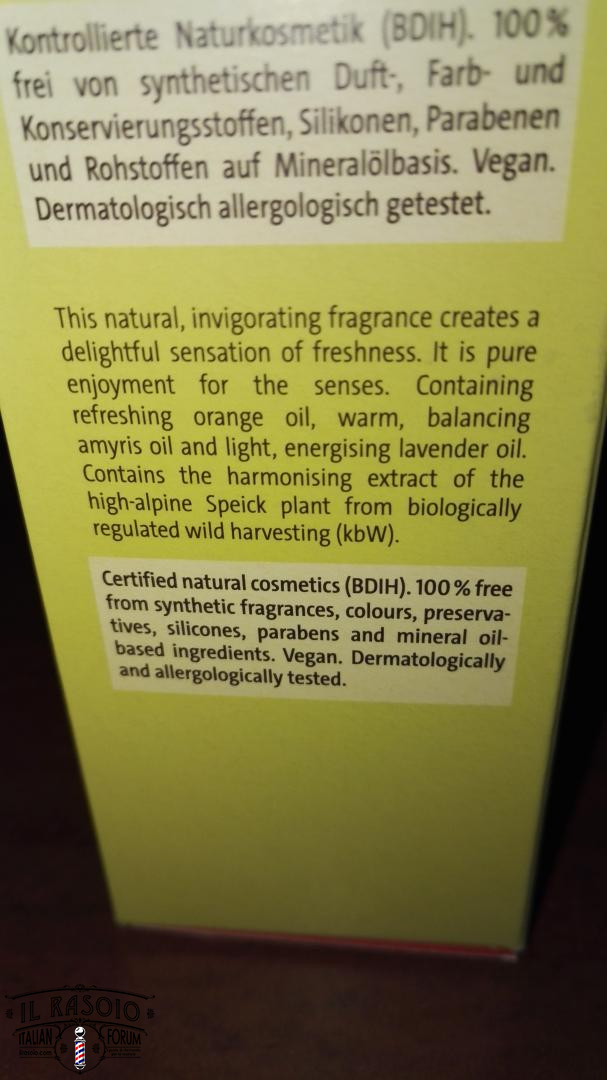 Kontrollierte Naturkosmetik (BDIH). 100 %
frei von synthetischen Duft-, Farb- und
Konservierungsstoffen, Silikonen, Parabenen
und Rohstoffen auf Mineralölbasis. Vegan.
Dermatologisch allergologisch getestet.
This natural, invigorating fragrance creates a
delightful sensation of freshness. It is pure
enjoyment for the senses. Containing
refreshing orange oil, warm, balancing
amyris oil and light, energising lavender oil.
Contains the harmonising extract of the
high-alpine Speick plant from biologically
regulated wild harvesting (kbW).
Certified natural cosmetics (BDIH). 100 % free
from synthetic fragrances, colours, preserva-
tives, silicones, parabens and mineral oil-
based ingredients. Vegan. Dermatologically
and allergologically tested.
IL RASOIO
ITALIAN FORUM